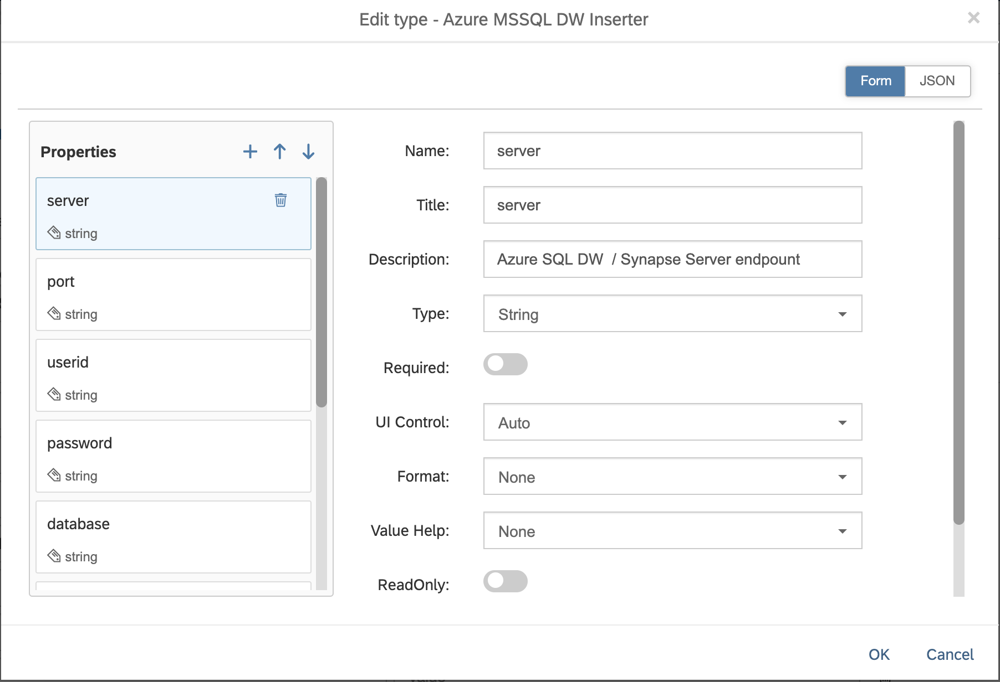 Edit type - Azure MSSQL DW Inserter
Form
JSON
Properties
server
string
port
string
userid
string
password
string
database
string
Name:
server
Title:
server
Description:
Azure SQL DW  / Synapse Server endpount
Type:
String
Required:
UI Control:
Auto
Format:
None
Value Help:
None
ReadOnly:
OK
Cancel